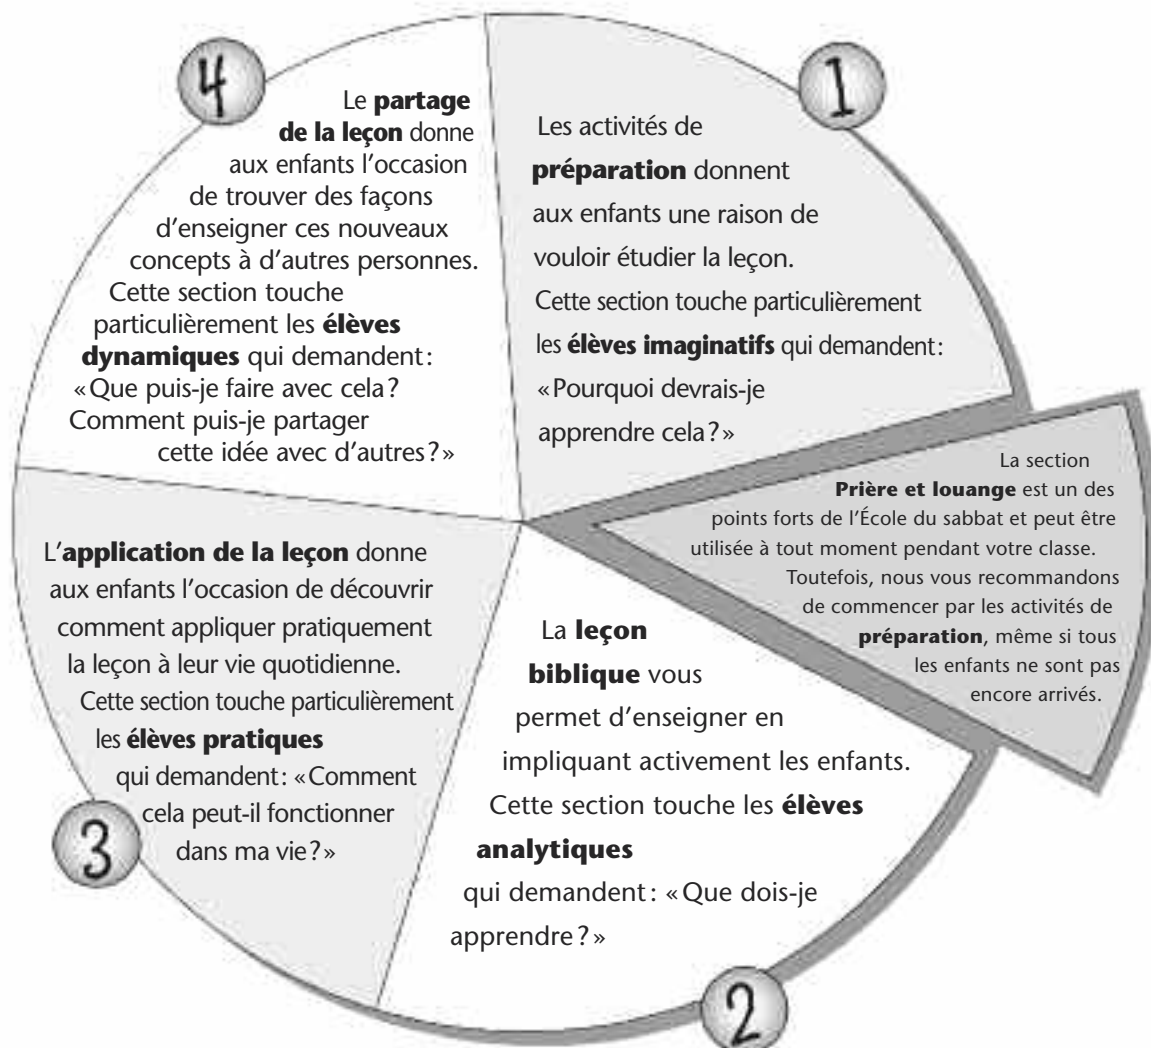 1
Les activités de
préparation donnent
aux enfants une raison de
vouloir étudier la leçon.
Cette section touche particulièrement
les élèves imaginatifs qui demandent:
«Pourquoi devrais-je
apprendre cela?»
La section
Prière et louange est un des
points forts de l'École du sabbat et peut être
utilisée à tout moment pendant votre classe.
Toutefois, nous vous recommandons
de commencer par les activités de
préparation, même si tous
les enfants ne sont pas
encore arrivés.
2
La leçon
biblique vous
permet d'enseigner en
impliquant activement les enfants.
Cette section touche les élèves
analytiques
qui demandent: «Que dois-je
apprendre?»
3
L'application de la leçon donne
aux enfants l'occasion de découvrir
comment appliquer pratiquement
la leçon à leur vie quotidienne.
Cette section touche particulièrement
les élèves pratiques
qui demandent: «Comment
cela peut-il fonctionner
dans ma vie?»
4
Le partage
de la leçon donne
aux enfants l'occasion
de trouver des façons
d'enseigner ces nouveaux
concepts à d'autres personnes.
Cette section touche
particulièrement les élèves
dynamiques qui demandent:
«Que puis-je faire avec cela?
Comment puis-je partager
cette idée avec d'autres?»